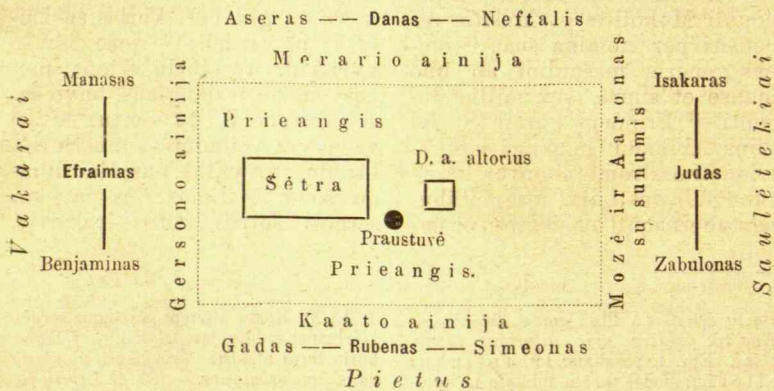 Aseras —— Danas —— Neftalis
Merario ainija
Vakarai
Manasas
Efraimas
Benjaminas
Gersono ainija
Prieangis
Sėtra
D. a. altorius
Praustuvė
Prieangis.
Mozė ir Aaronas
su sunumis
Isakaras
Judas
Zabulonas
Saulėtekiai
Kaato ainija
Gadas —— Rubenas —— Simeonas
Pietus